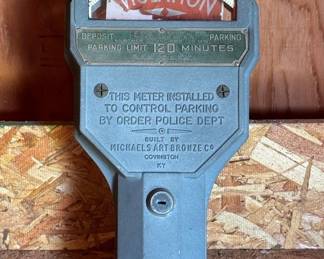 VIOLATION
DEPOSIT PARKING
PARKING LIMIT 120 MINUTES
THIS METER INSTALLED
TO CONTROL PARKING
BY ORDER POLICE DEPT
BUILT BY
MICHAELS ART BRONZE CO
COVINGTON
KY